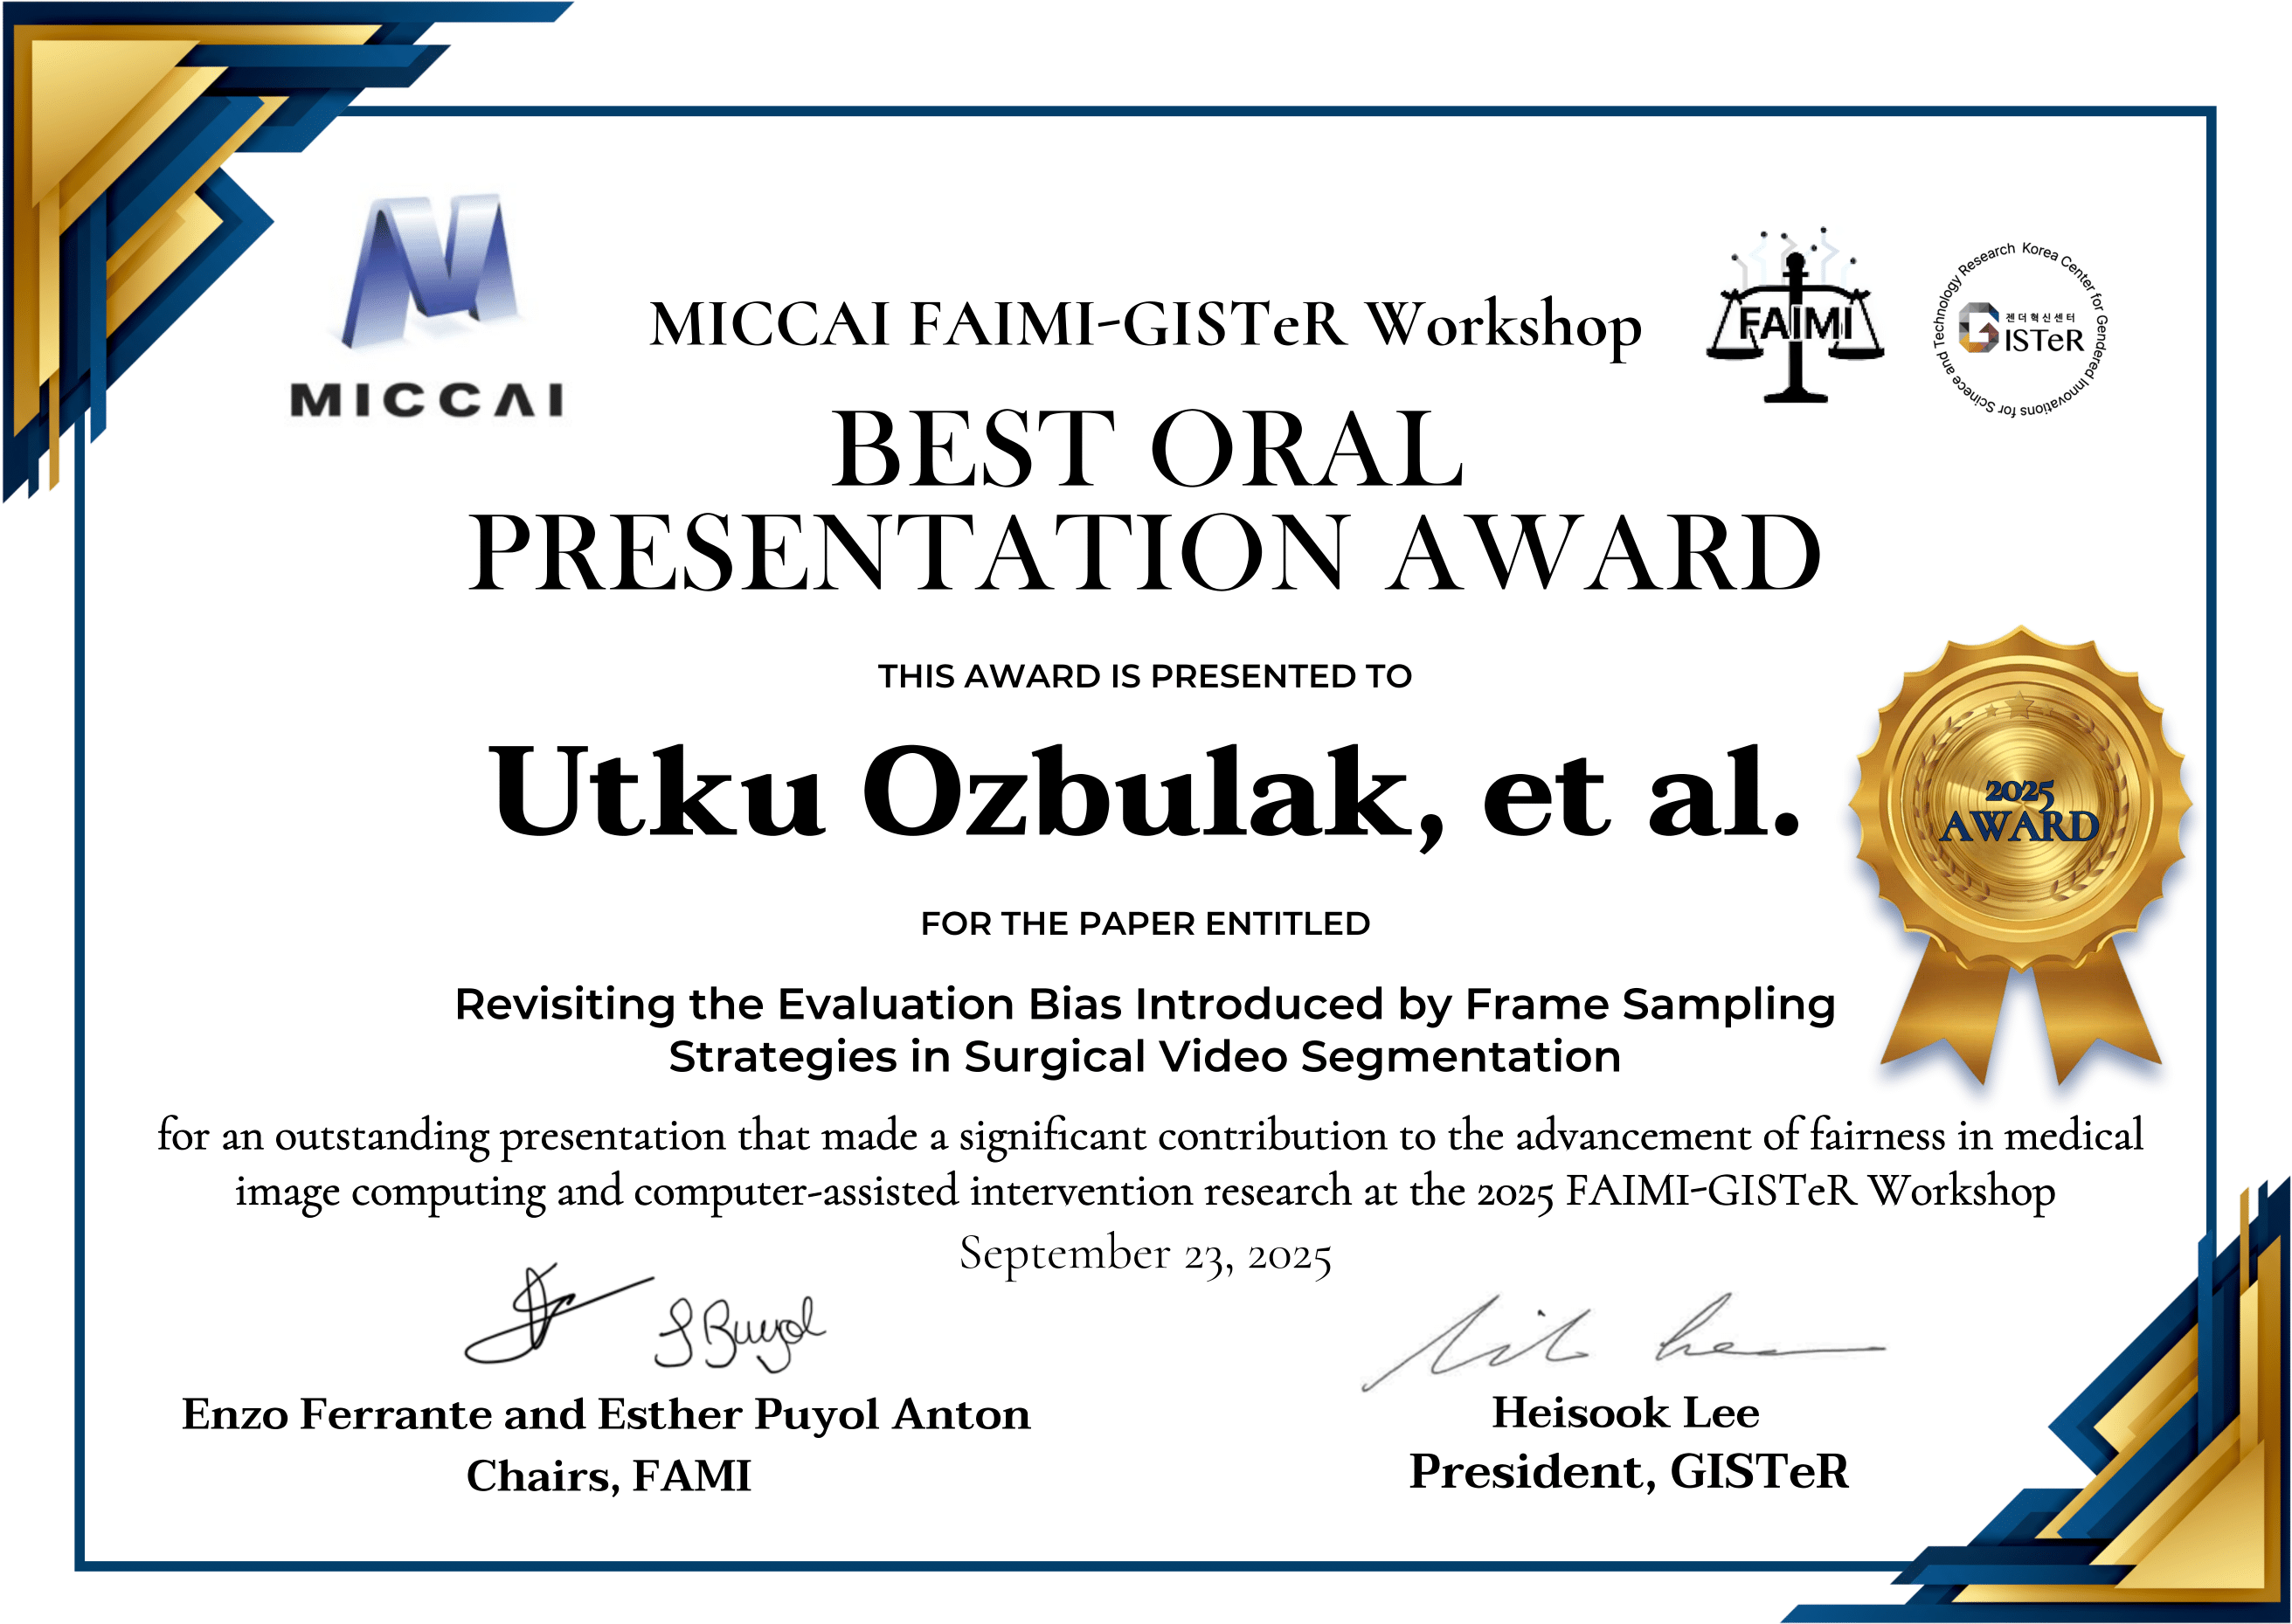 MICCAI
MICCAI FAIMI-GISTeR Workshop
FAIMI
Korea Center for Gendered Innovations for Scinece and Technology Research
젠더혁신센터
GISTeR
BEST ORAL
PRESENTATION AWARD
THIS AWARD IS PRESENTED TO
Utku Ozbulak, et al.
2025
AWARD
FOR THE PAPER ENTITLED
Revisiting the Evaluation Bias Introduced by Frame Sampling
Strategies in Surgical Video Segmentation
for an outstanding presentation that made a significant contribution to the advancement of fairness in medical
image computing and computer-assisted intervention research at the 2025 FAIMI-GISTeR Workshop
September 23, 2025
Enzo Ferrante and Esther Puyol Anton
Chairs, FAMI
Heisook Lee
President, GISTeR